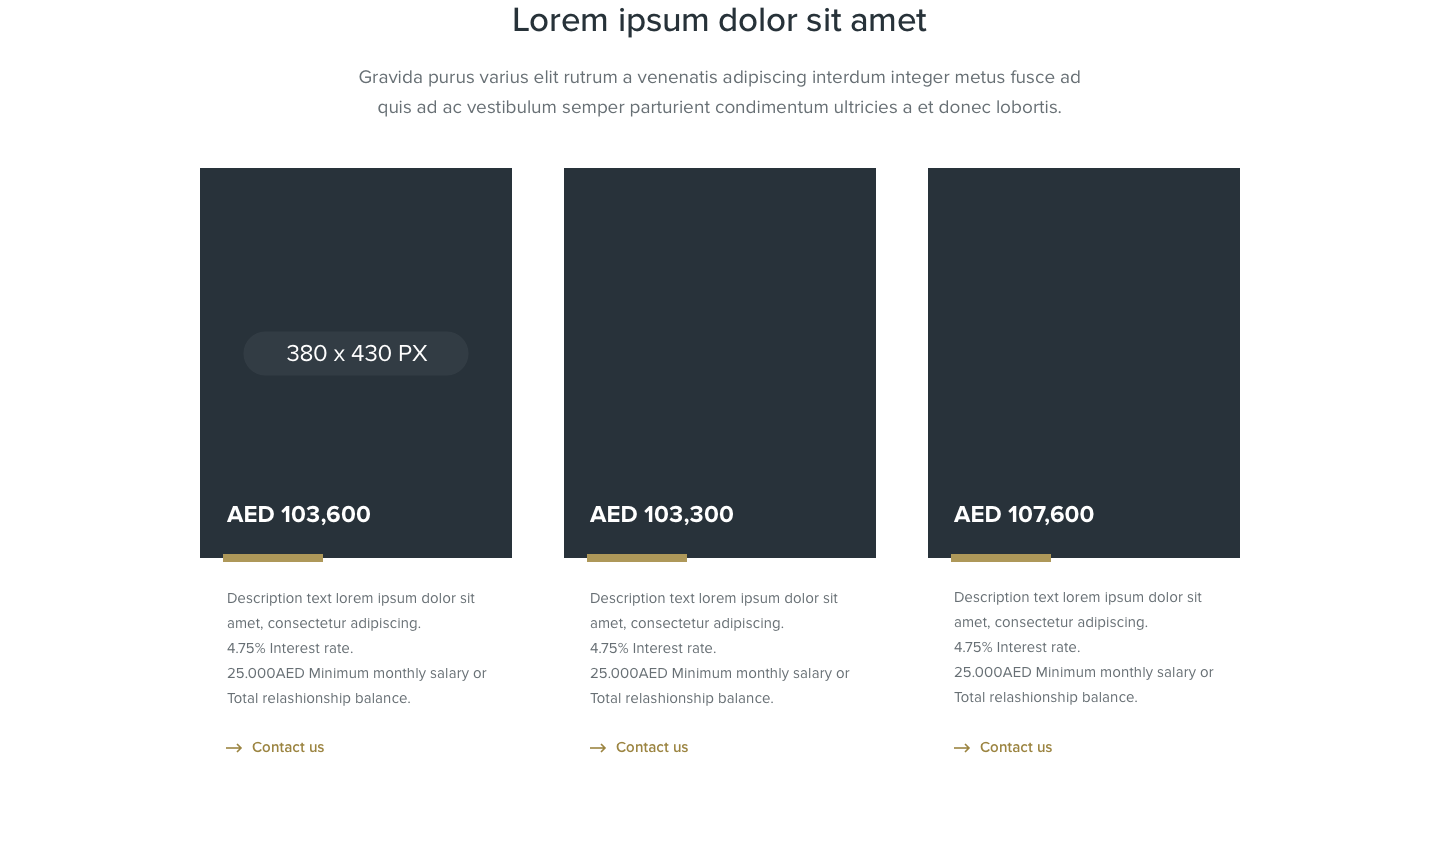 Lorem ipsum dolor sit amet
Gravida purus varius elit rutrum a venenatis adipiscing interdum integer metus fusce ad
quis ad ac vestibulum semper parturient condimentum ultricies a et donec lobortis.
380 x 430 PX
AED 103,600
Description text lorem ipsum dolor sit
amet, consectetur adipiscing.
4.75% Interest rate.
25.000AED Minimum monthly salary or
Total relashionship balance.
Contact us
AED 103,300
Description text lorem ipsum dolor sit
amet, consectetur adipiscing.
4.75% Interest rate.
25.000AED Minimum monthly salary or
Total relashionship balance.
Contact us
AED 107,600
Description text lorem ipsum dolor sit
amet, consectetur adipiscing.
4.75% Interest rate.
25.000AED Minimum monthly salary or
Total relashionship balance.
Contact us